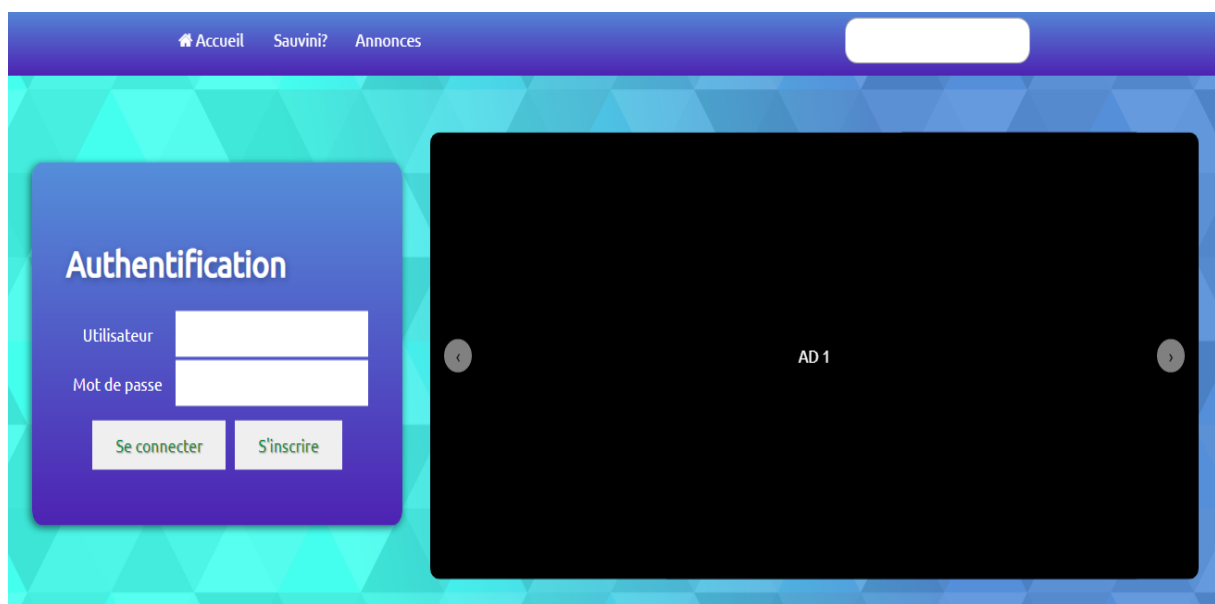 Accueil Sauvini? Annonces
Authentification
Utilisateur
Mot de passe
Se connecter S'inscrire
‹ AD 1 ›